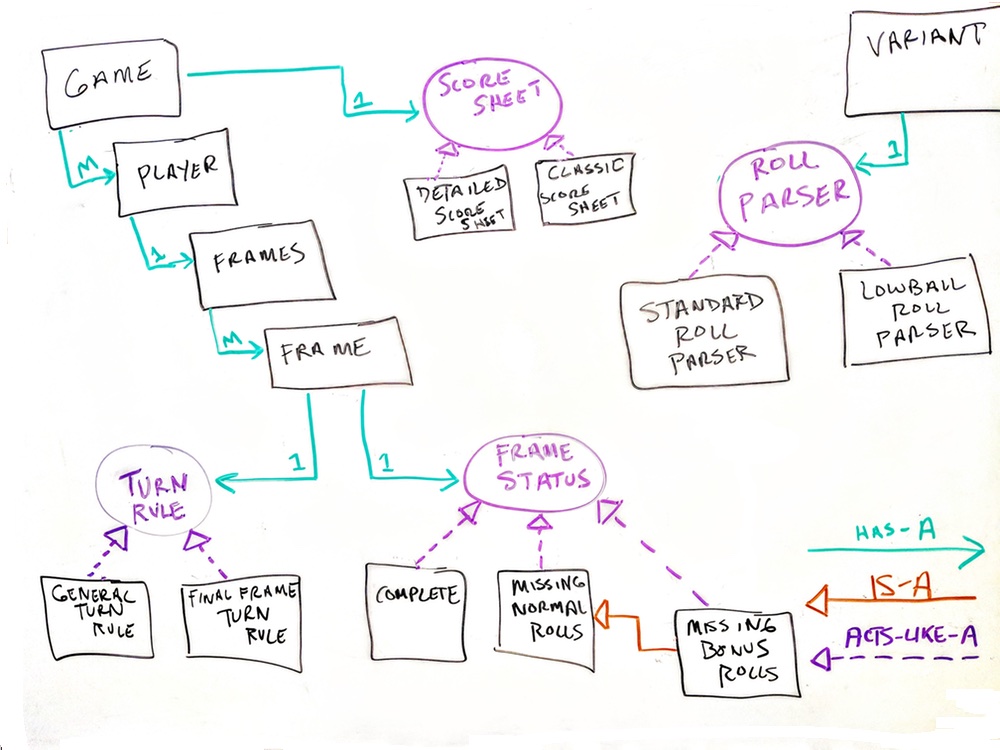 GAME
1
SCORE
SHEET
VARIANT
1
M
PLAYER
DETAILED
SCORE
SHEET
CLASSIC
SCORE
SHEET
ROLL
PARSER
1
FRAMES
STANDARD
ROLL
PARSER
LOWBALL
ROLL
PARSER
M
FRAME
1
1
TURN
RULE
FRAME
STATUS
GENERAL
TURN
RULE
FINAL FRAME
TURN
RULE
COMPLETE
MISSING
NORMAL
ROLLS
MISSING
BONUS
ROLLS
HAS-A
IS-A
ACTS-LIKE-A